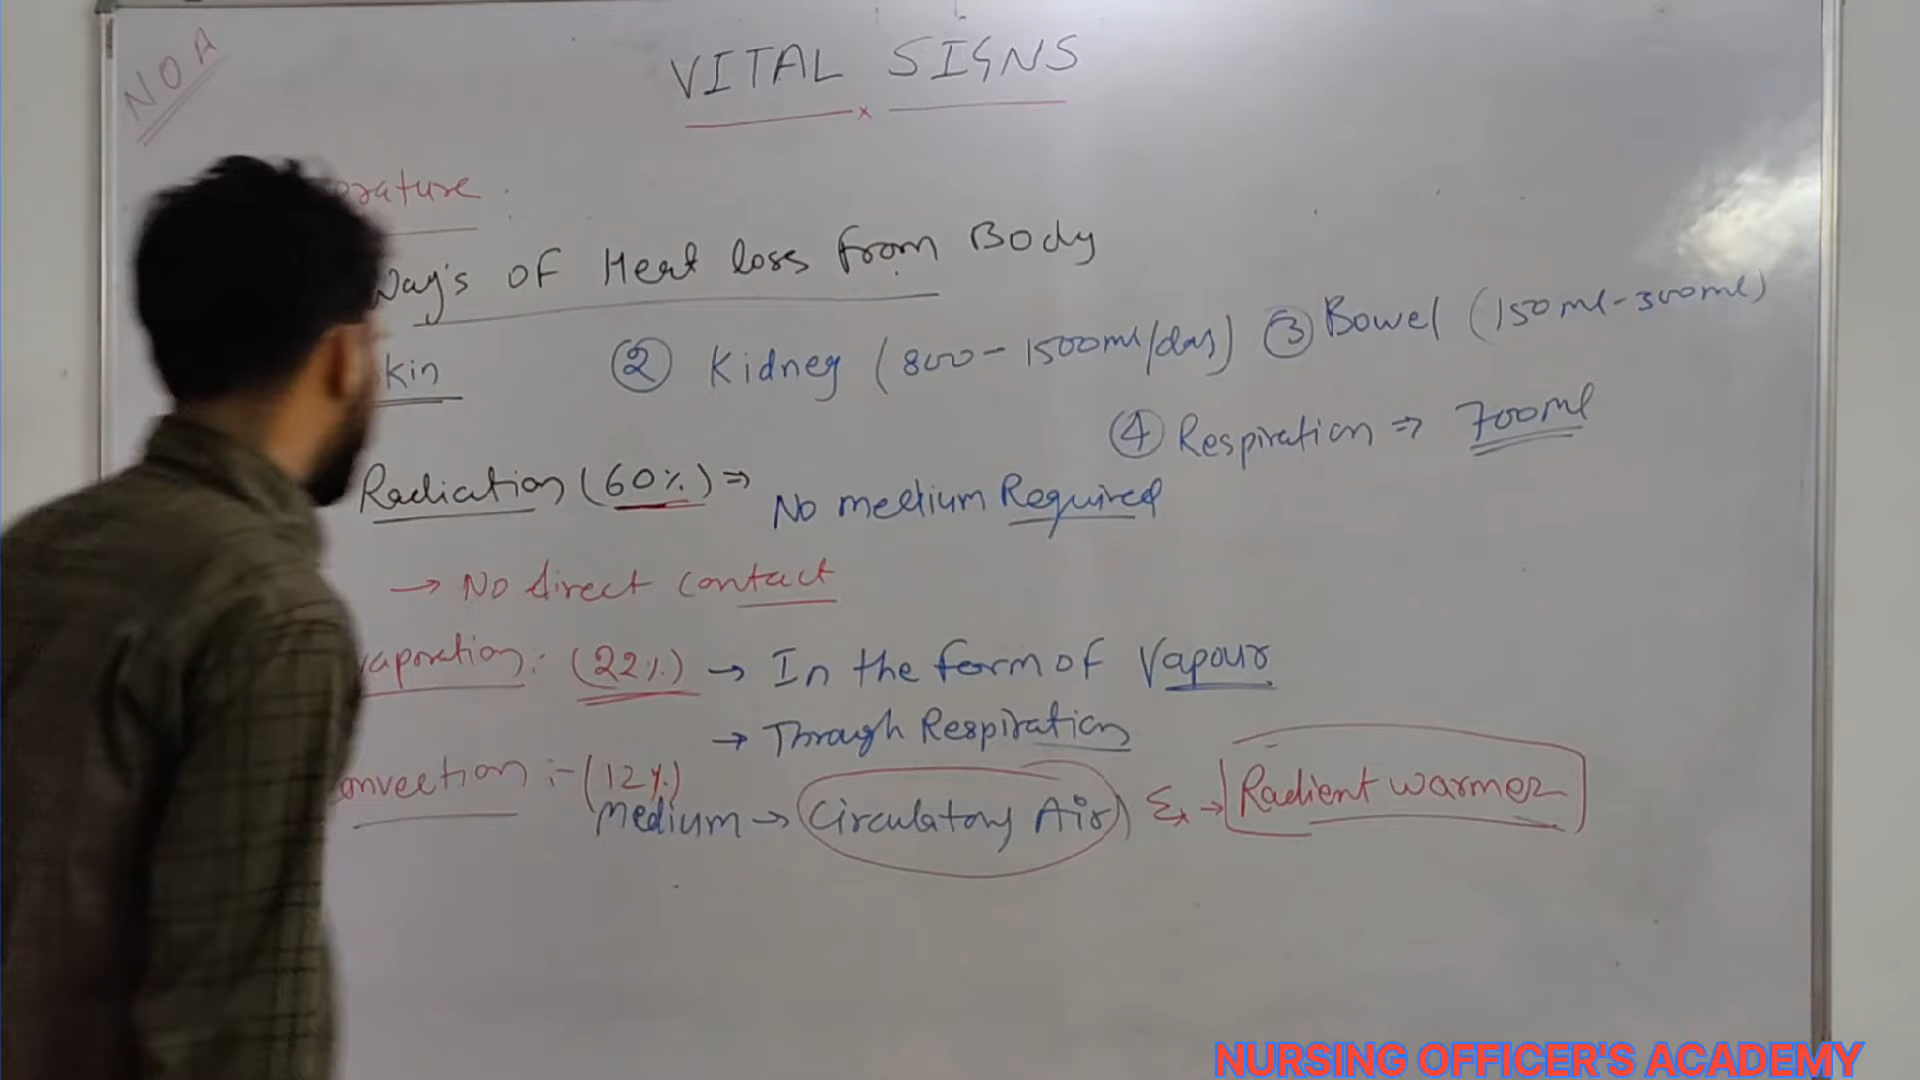 NOA
VITAL SIGNS
erature :
Way's OF Heat loss from Body
kin
② Kidney (800-1500ml/day) ③ Bowel (150ml-300ml)
④ Respiration ⇒ 700ml
Radiation (60%) ⇒ No medium Required
→ No direct contact
vaporation :- (22%) → In the form of Vapour
→ Through Respiration
onvection :- (12%)
Medium → Circulatory Air Ex → Radient warmer
NURSING OFFICER'S ACADEMY